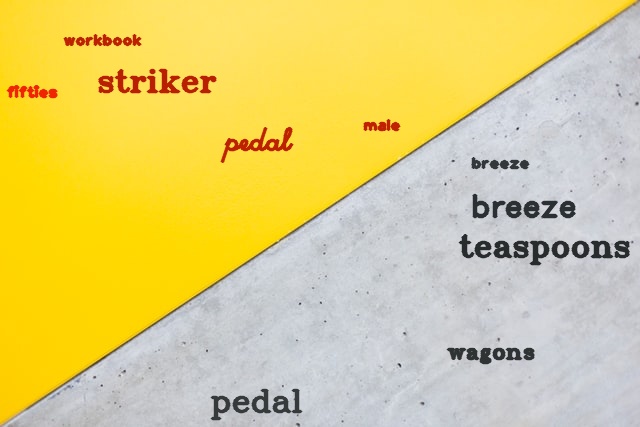 workbook
striker
fifties
male
pedal
breeze
breeze
teaspoons
wagons
pedal